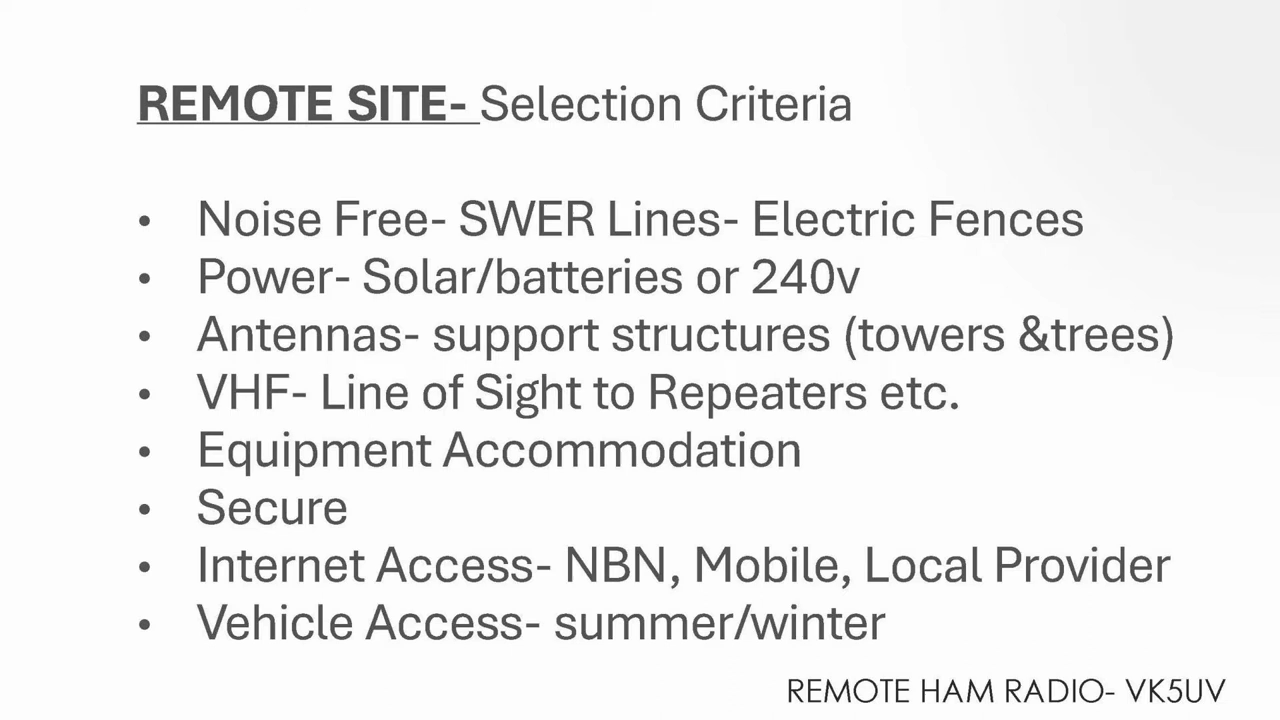 REMOTE SITE- Selection Criteria
• Noise Free- SWER Lines- Electric Fences
• Power- Solar/batteries or 240v
• Antennas- support structures (towers &trees)
• VHF- Line of Sight to Repeaters etc.
• Equipment Accommodation
• Secure
• Internet Access- NBN, Mobile, Local Provider
• Vehicle Access- summer/winter
REMOTE HAM RADIO- VK5UV